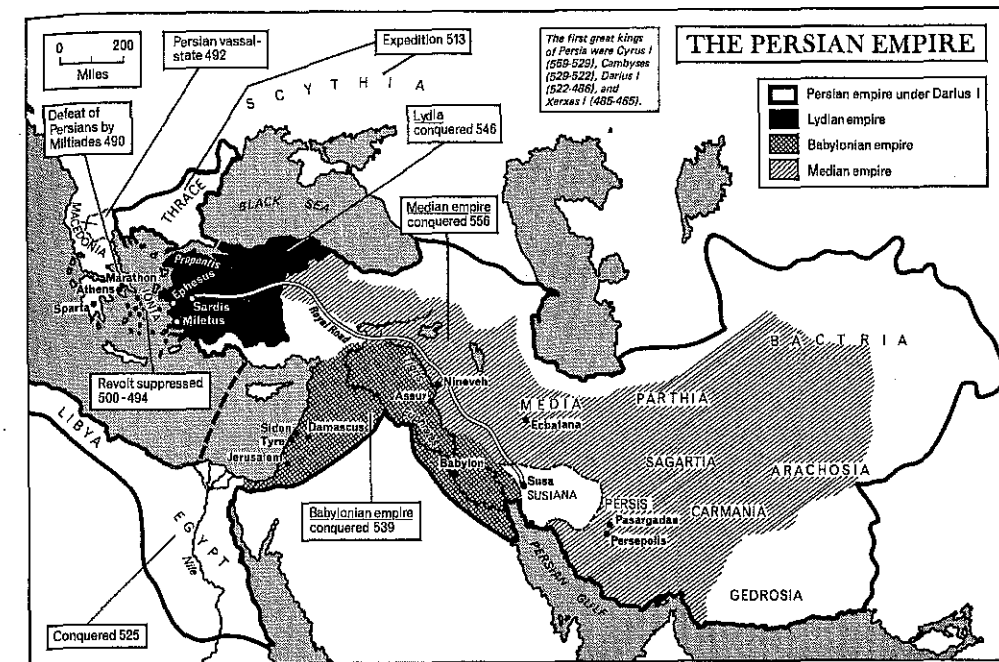 THE PERSIAN EMPIRE
0 200
Miles
Persian vassal-
state 492
Expedition 513
The first great kings
of Persia were Cyrus I
(559-529), Cambyses
(529-522), Darius I
(522-486), and
Xerxes I (485-465).
Persian empire under Darius I
Lydian empire
Babylonian empire
Median empire
SCYTHIA
Defeat of
Persians by
Miltiades 490
Lydia
conquered 546
THRACE
BLACK SEA
MACEDONIA
Median empire
conquered 556
Propontis
Marathon
Athens
Ephesus
IONIA
Sparta
Sardis
Miletus
Royal Road
BACTRIA
Revolt suppressed
500-494
Nineveh
Assur
MEDIA
Ecbatana
PARTHIA
LIBYA
Sidon
Tyre
Damascus
Jerusalem
Babylon
SAGARTIA
ARACHOSIA
Susa
SUSIANA
PERSIS
Pasargadae
Persepolis
CARMANIA
Babylonian empire
conquered 539
EGYPT
Nile
PERSIAN GULF
GEDROSIA
Conquered 525